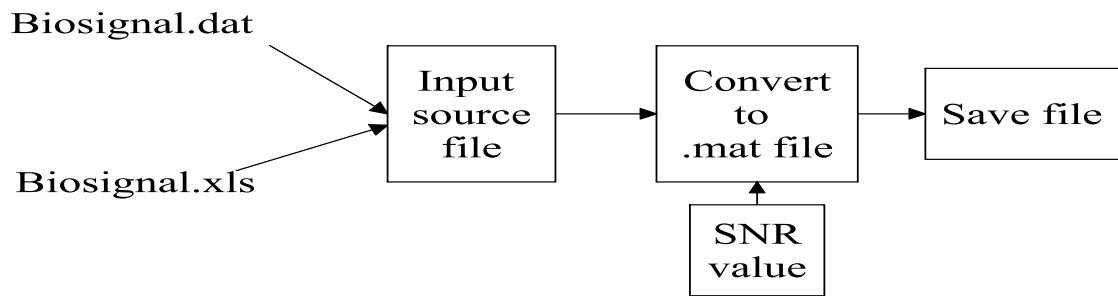 Biosignal.dat
Biosignal.xls
Input
source
file
Convert
to
.mat file
SNR
value
Save file